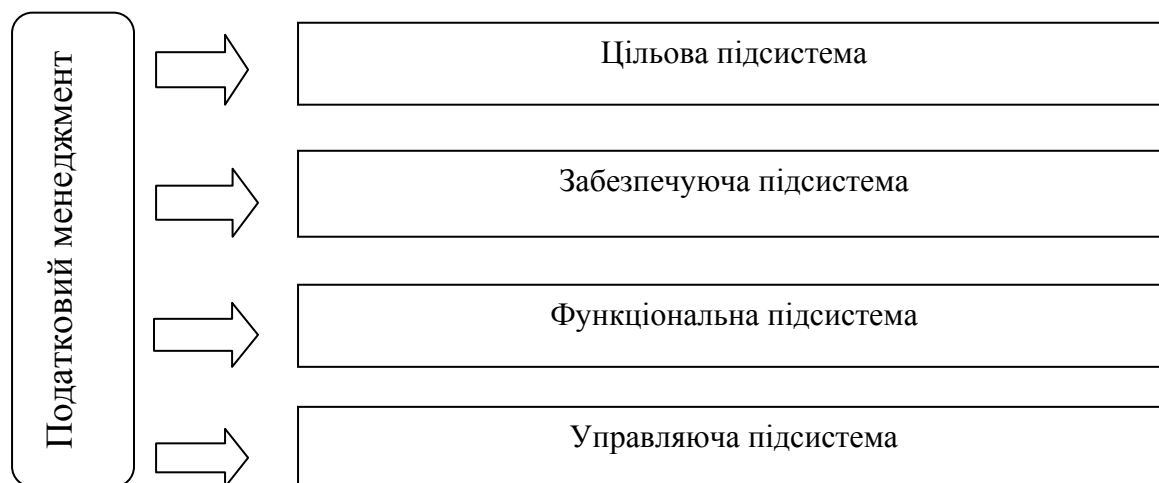 Податковий менеджмент
Цільова підсистема
Забезпечуюча підсистема
Функціональна підсистема
Управляюча підсистема